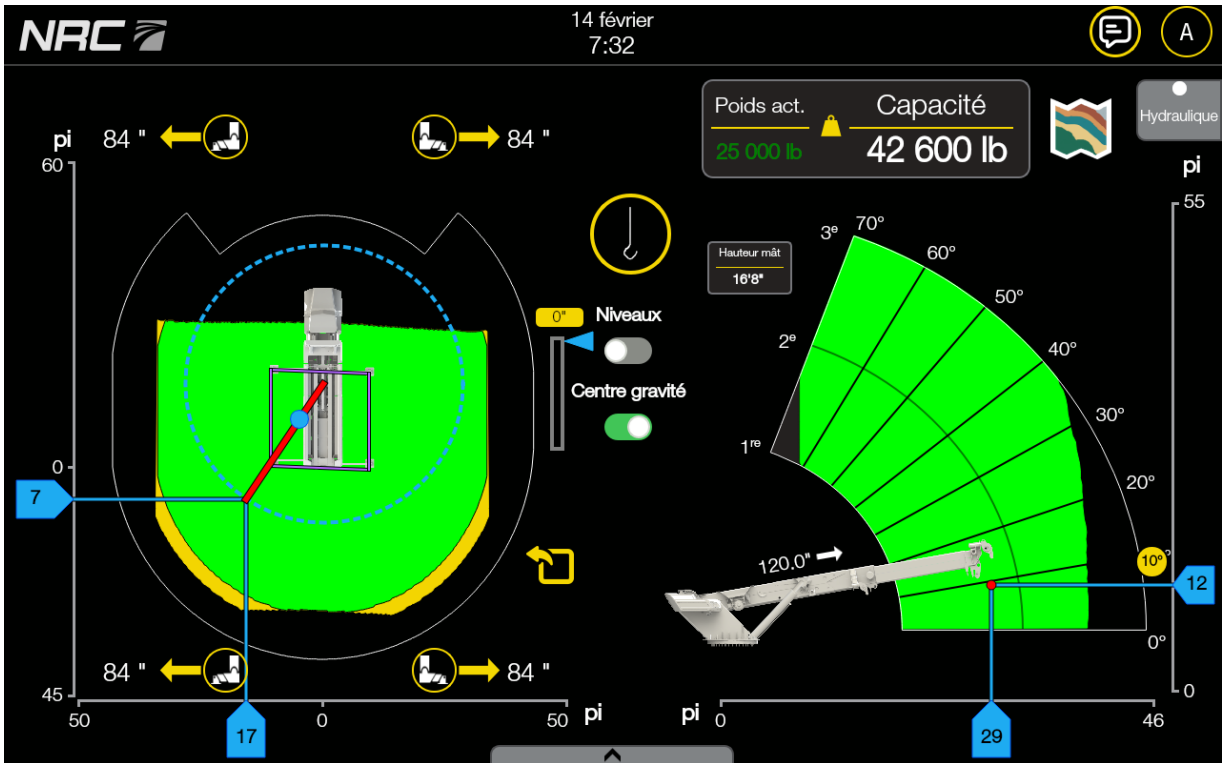 NRC
14 février
7:32
A
Poids act.
25 000 lb
Capacité
42 600 lb
Hydraulique
pi
60
0
45
84 "
84 "
84 "
84 "
7
17
50
0
50
pi
0"
Niveaux
Centre gravité
Hauteur mât
16'8"
3e
2e
1re
70°
60°
50°
40°
30°
20°
10°
0°
120.0"
pi
55
12
0
pi
0
29
46